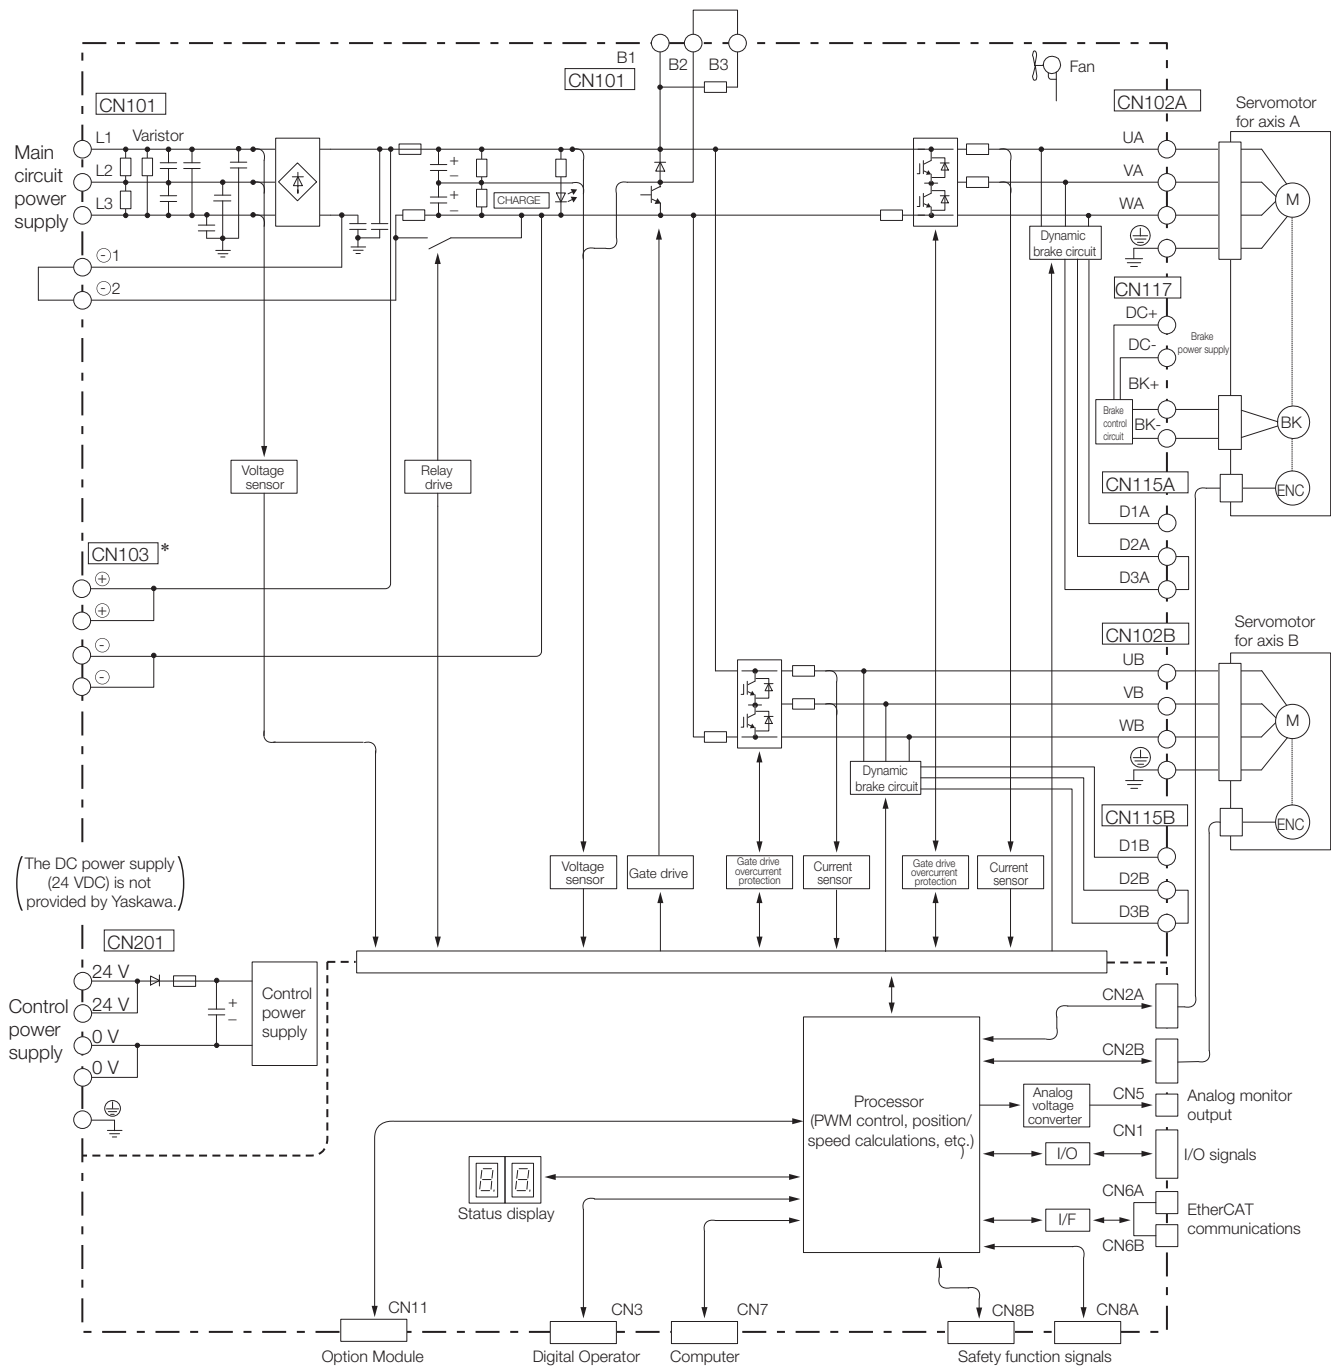 B1
B2
B3
CN101
Fan
CN101
CN102A
Servomotor
for axis A
L1
Varistor
UA
Main
circuit
power
supply
L2
VA
CHARGE
M
L3
WA
Dynamic
brake circuit
⊖1
CN117
⊖2
DC+
Brake
power supply
DC-
BK+
Brake
control
circuit
BK-
BK
Voltage
sensor
Relay
drive
CN115A
ENC
D1A
CN103
*
D2A
⊕
D3A
⊕
Servomotor
for axis B
CN102B
⊖
UB
⊖
VB
M
WB
Dynamic
brake circuit
CN115B
ENC
D1B
(The DC power supply
(24 VDC) is not
provided by Yaskawa.)
Voltage
sensor
Gate drive
Gate drive
overcurrent
protection
Current
sensor
Gate drive
overcurrent
protection
Current
sensor
D2B
D3B
CN201
24 V
Control
power
supply
24 V
+
−
Control
power
supply
0 V
0 V
CN2A
CN2B
Processor
(PWM control, position/
speed calculations, etc.)
)
Analog
voltage
converter
CN5
Analog monitor
output
CN1
I/O
I/O signals
8. 8.
Status display
CN6A
I/F
EtherCAT
communications
CN6B
CN11
CN3
CN7
CN8B
CN8A
Option Module
Digital Operator
Computer
Safety function signals